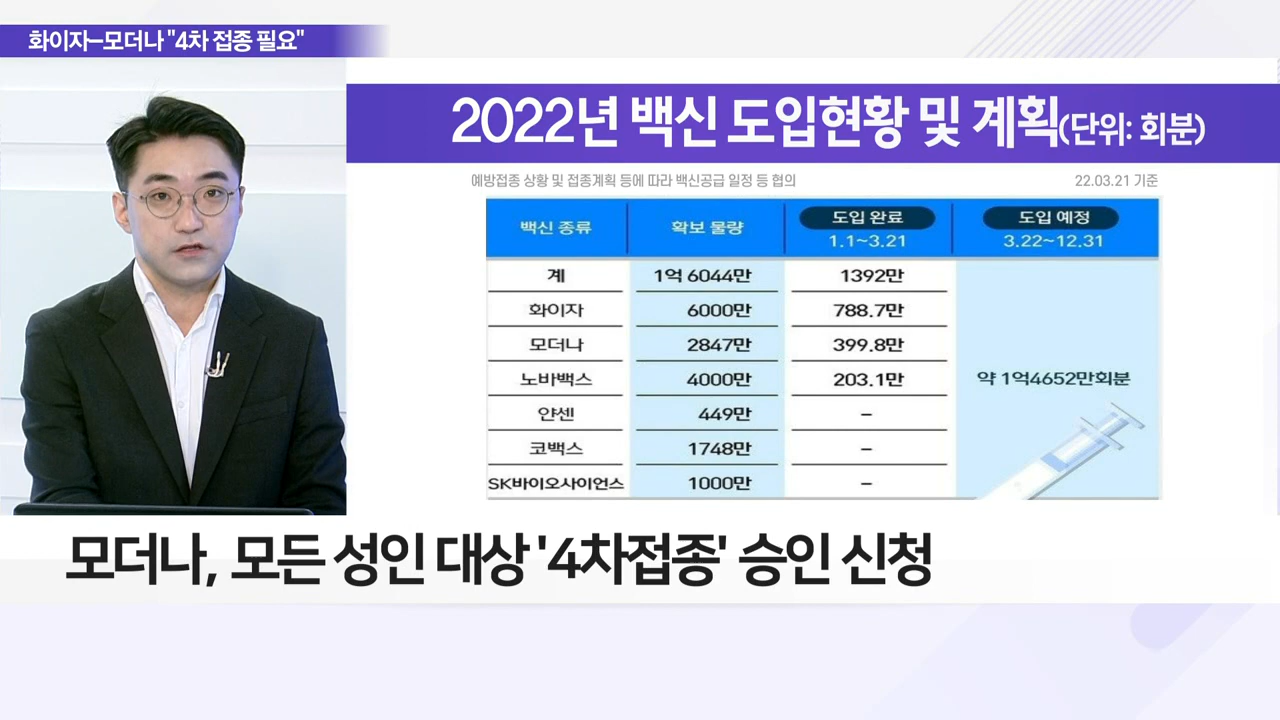 화이자-모더나 "4차 접종 필요"
2022년 백신 도입현황 및 계획(단위: 회분)
예방접종 상황 및 접종계획 등에 따라 백신공급 일정 등 협의 22.03.21 기준
백신 종류 확보 물량 도입 완료 도입 예정
1.1~3.21 3.22~12.31
계 1억 6044만 1392만
화이자 6000만 788.7만
모더나 2847만 399.8만
노바백스 4000만 203.1만 약 1억4652만회분
얀센 449만 -
코백스 1748만 -
SK바이오사이언스 1000만 -
모더나, 모든 성인 대상 '4차접종' 승인 신청